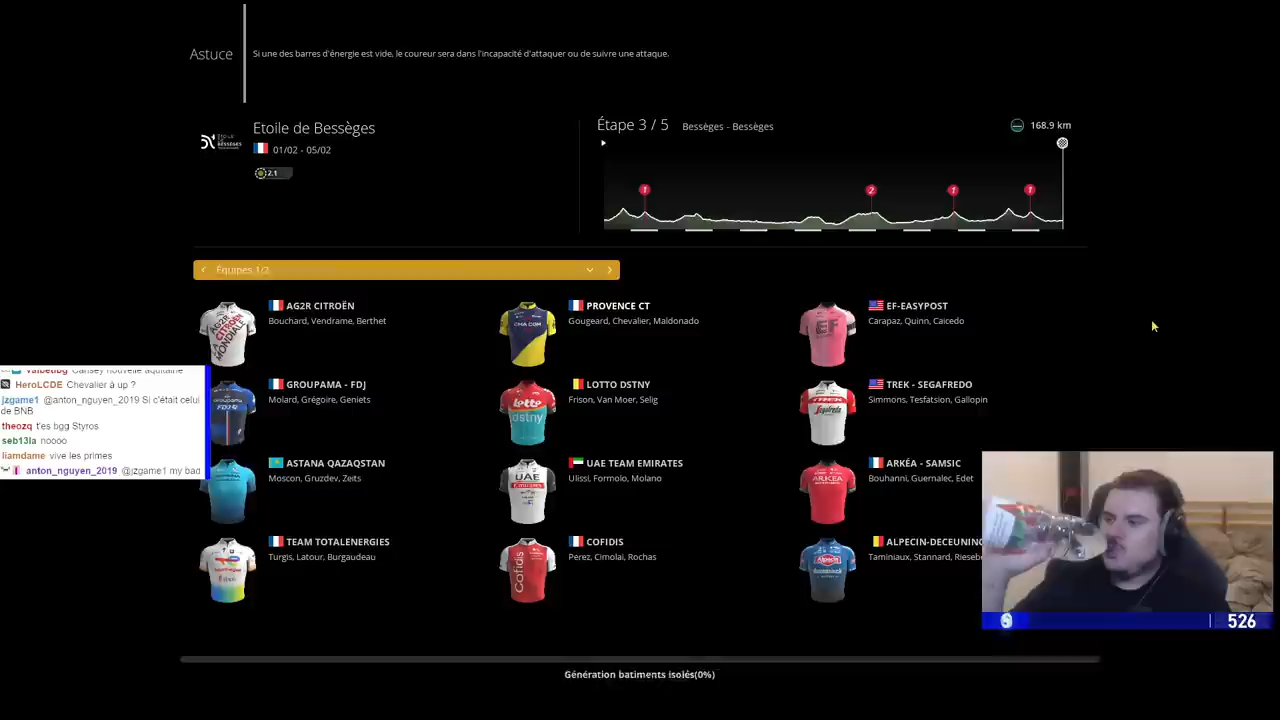 Astuce
Si une des barres d'énergie est vide, le coureur sera dans l'incapacité d'attaquer ou de suivre une attaque.
Etoile de Bessèges
01/02 - 05/02
2.1
Étape 3 / 5 Bessèges - Bessèges
168.9 km
1 2 1 1
Équipes 1/2
AG2R CITROËN
Bouchard, Vendrame, Berthet
PROVENCE CT
Gougeard, Chevalier, Maldonado
EF-EASYPOST
Carapaz, Quinn, Caicedo
GROUPAMA - FDJ
Molard, Grégoire, Geniets
LOTTO DSTNY
Frison, Van Moer, Selig
TREK - SEGAFREDO
Simmons, Tesfatsion, Gallopin
ASTANA QAZAQSTAN
Moscon, Gruzdev, Zeits
UAE TEAM EMIRATES
Ulissi, Formolo, Molano
ARKÉA - SAMSIC
Bouhanni, Guernalec, Edet
TEAM TOTALENERGIES
Turgis, Latour, Burgaudeau
COFIDIS
Perez, Cimolai, Rochas
ALPECIN-DECEUNINC
Taminiaux, Stannard, Rieseb
HeroLCDE Chevalier à up ?
jzgame1 @anton_nguyen_2019 Si c'était celui
de BNB
theozq t'es bgg Styros
seb13la noooo
liamdame vive les primes
anton_nguyen_2019 @jzgame1 my bad
S 526
Génération batiments isolés(0%)